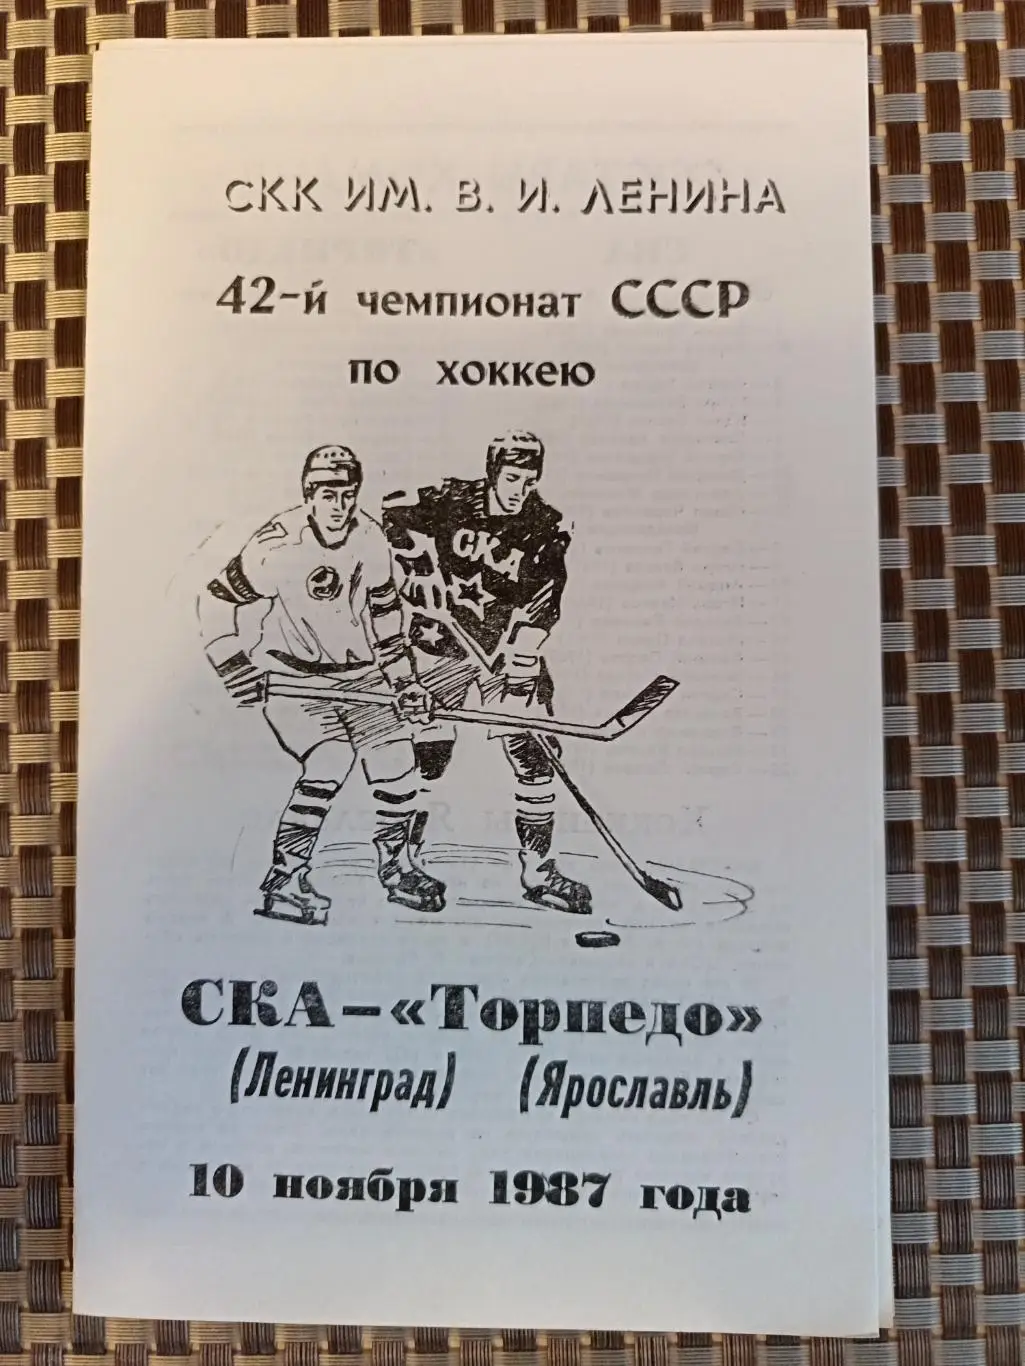 СКК ИМ. В. И. ЛЕНИНА
42-й чемпионат СССР
по хоккею
СКА
СКА – «Торпедо»
(Ленинград) (Ярославль)
10 ноября 1987 года